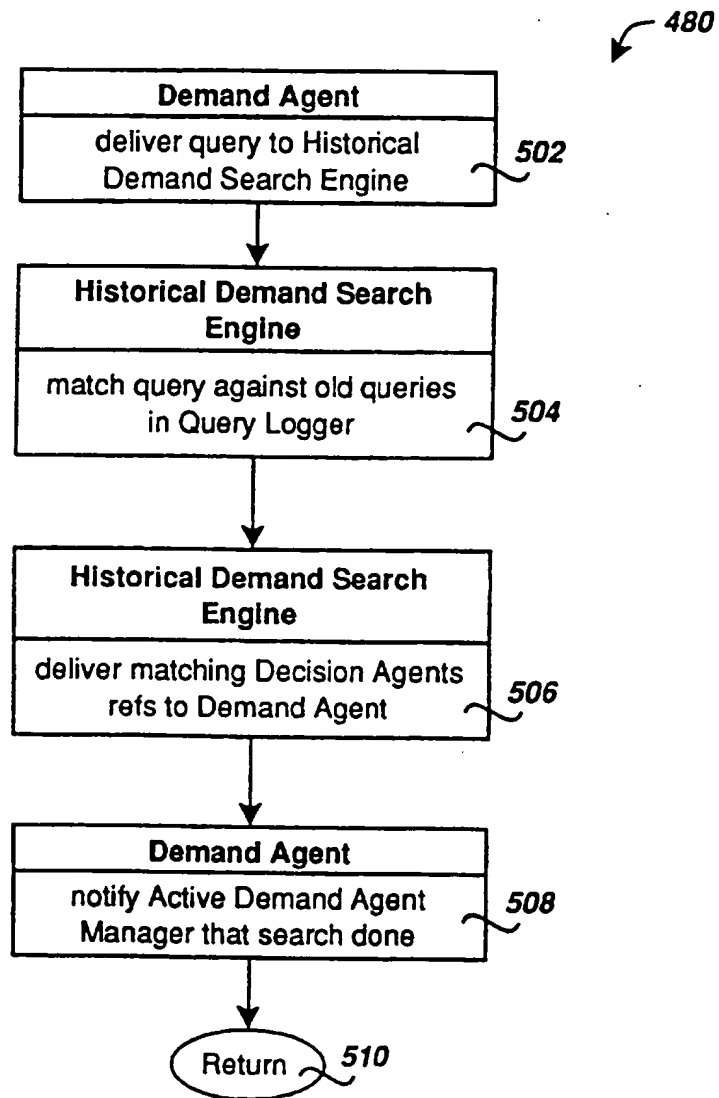 480
Demand Agent
deliver query to Historical
Demand Search Engine
502
Historical Demand Search
Engine
match query against old queries
in Query Logger
504
Historical Demand Search
Engine
deliver matching Decision Agents
refs to Demand Agent
506
Demand Agent
notify Active Demand Agent
Manager that search done
508
Return
510